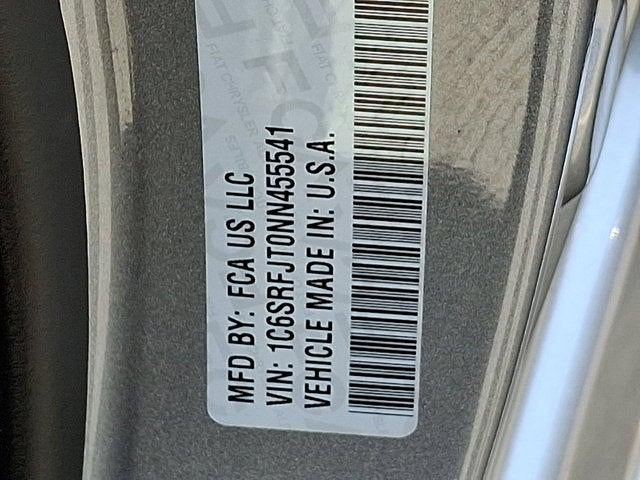 MFD BY: FCA US LLC
VIN: 1C6SRFJT0NN455541
VEHICLE MADE IN: U.S.A.